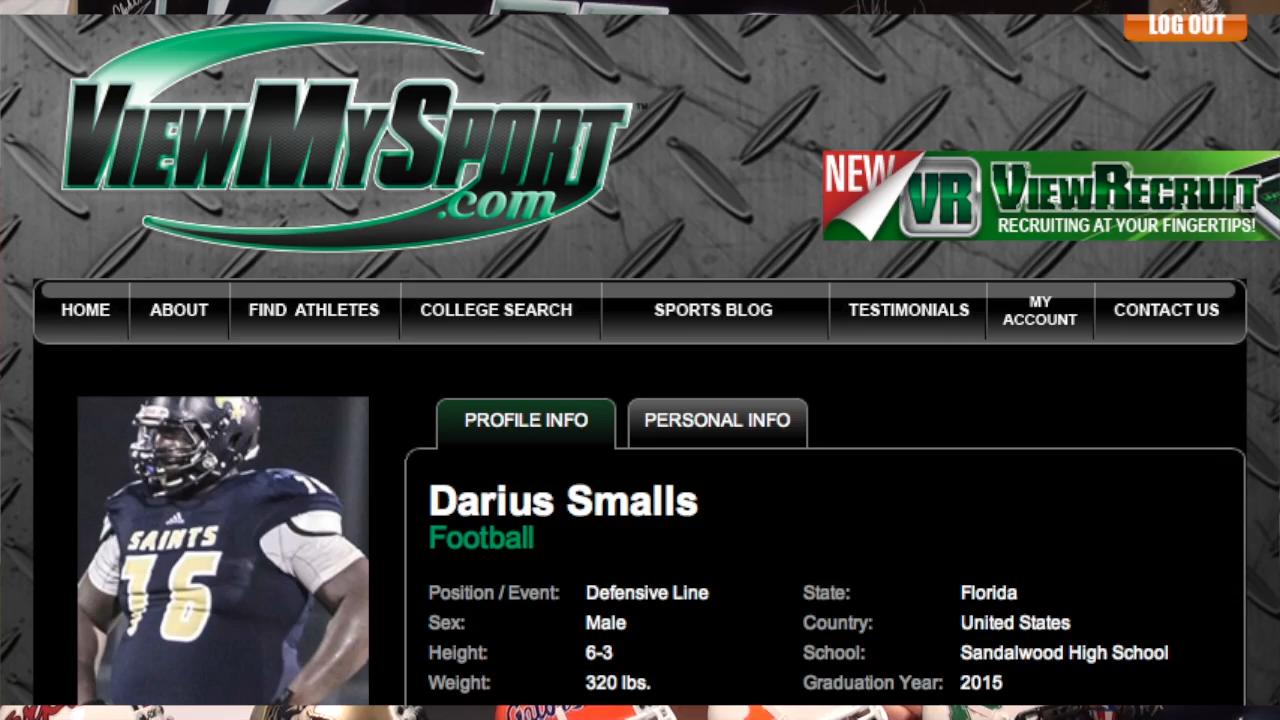 LOG OUT
VIEWMYSPORT™
.com
NEW VR VIEWRECRUIT
RECRUITING AT YOUR FINGERTIPS!
HOME ABOUT FIND ATHLETES COLLEGE SEARCH SPORTS BLOG TESTIMONIALS MY ACCOUNT CONTACT US
PROFILE INFO PERSONAL INFO
Darius Smalls
Football
Position / Event: Defensive Line State: Florida
Sex: Male Country: United States
Height: 6-3 School: Sandalwood High School
Weight: 320 lbs. Graduation Year: 2015
SAINTS
76
Gators